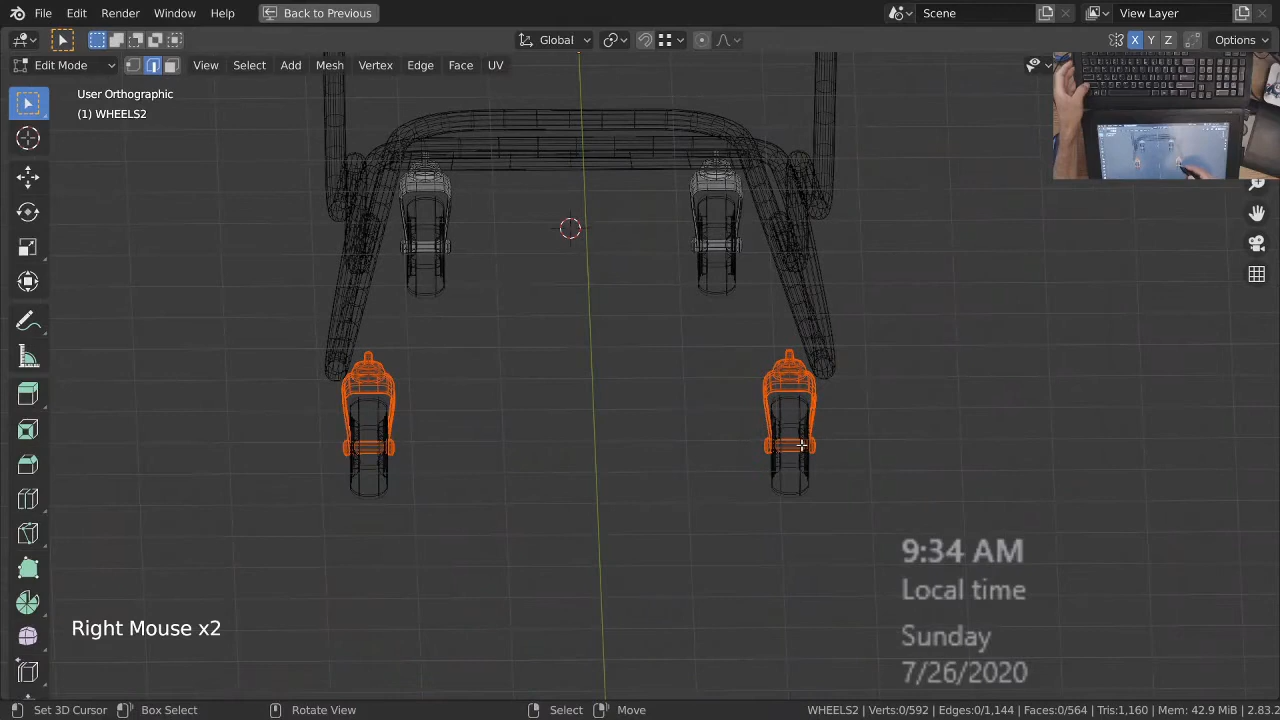 File Edit Render Window Help Back to Previous Scene View Layer
Global X Y Z Options
Edit Mode View Select Add Mesh Vertex Edge Face UV
User Orthographic
(1) WHEELS2
9:34 AM
Local time
Right Mouse x2
Sunday
7/26/2020
Set 3D Cursor Box Select Rotate View Select Move WHEELS2 | Verts:0/592 | Edges:0/1,144 | Faces:0/564 | Tris:1,160 | Mem: 42.9 MiB | 2.83.2